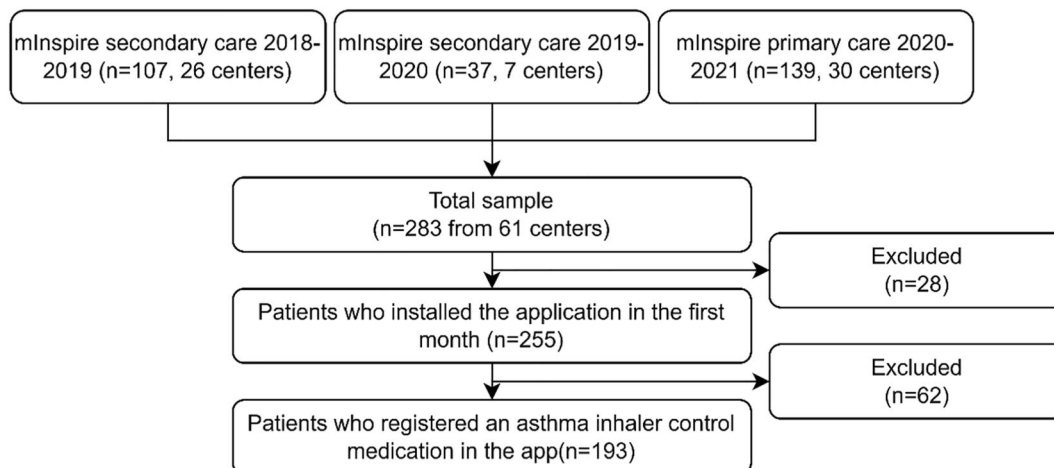 mInspire secondary care 2018-
2019 (n=107, 26 centers)
mInspire secondary care 2019-
2020 (n=37, 7 centers)
mInspire primary care 2020-
2021 (n=139, 30 centers)
Total sample
(n=283 from 61 centers)
Excluded
(n=28)
Patients who installed the application in the first
month (n=255)
Excluded
(n=62)
Patients who registered an asthma inhaler control
medication in the app(n=193)